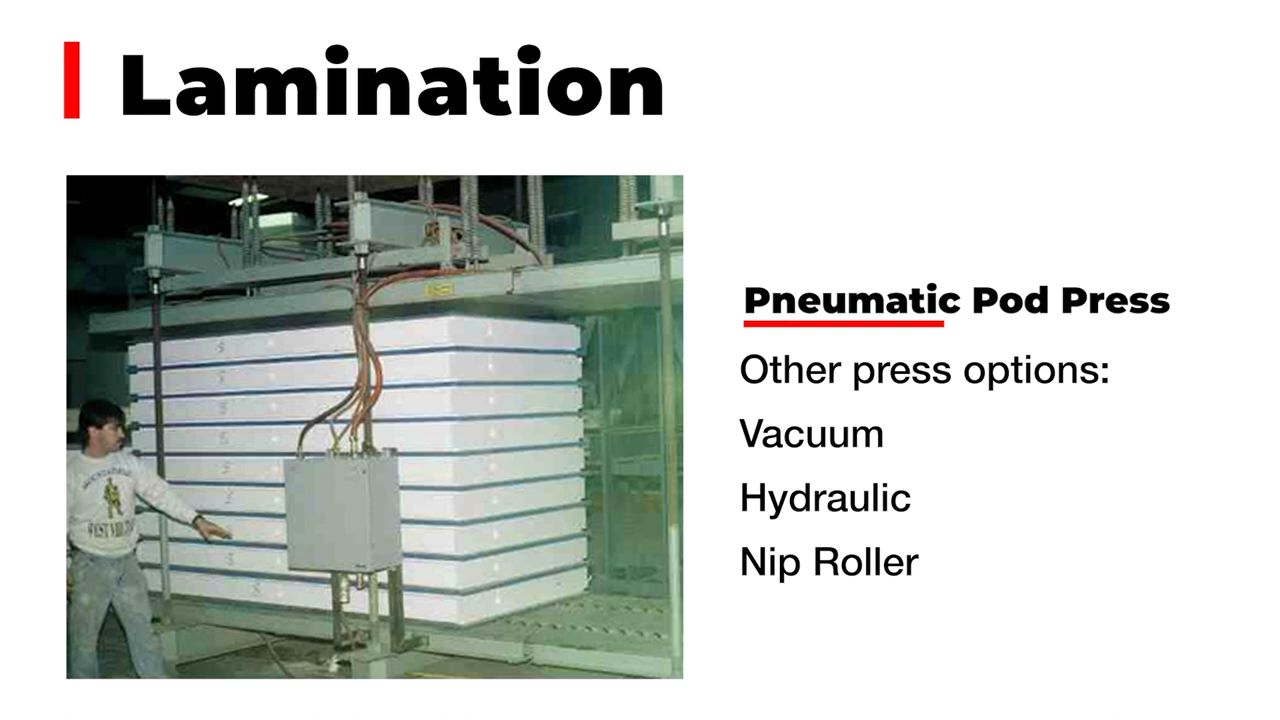 Lamination
Pneumatic Pod Press
Other press options:
Vacuum
Hydraulic
Nip Roller